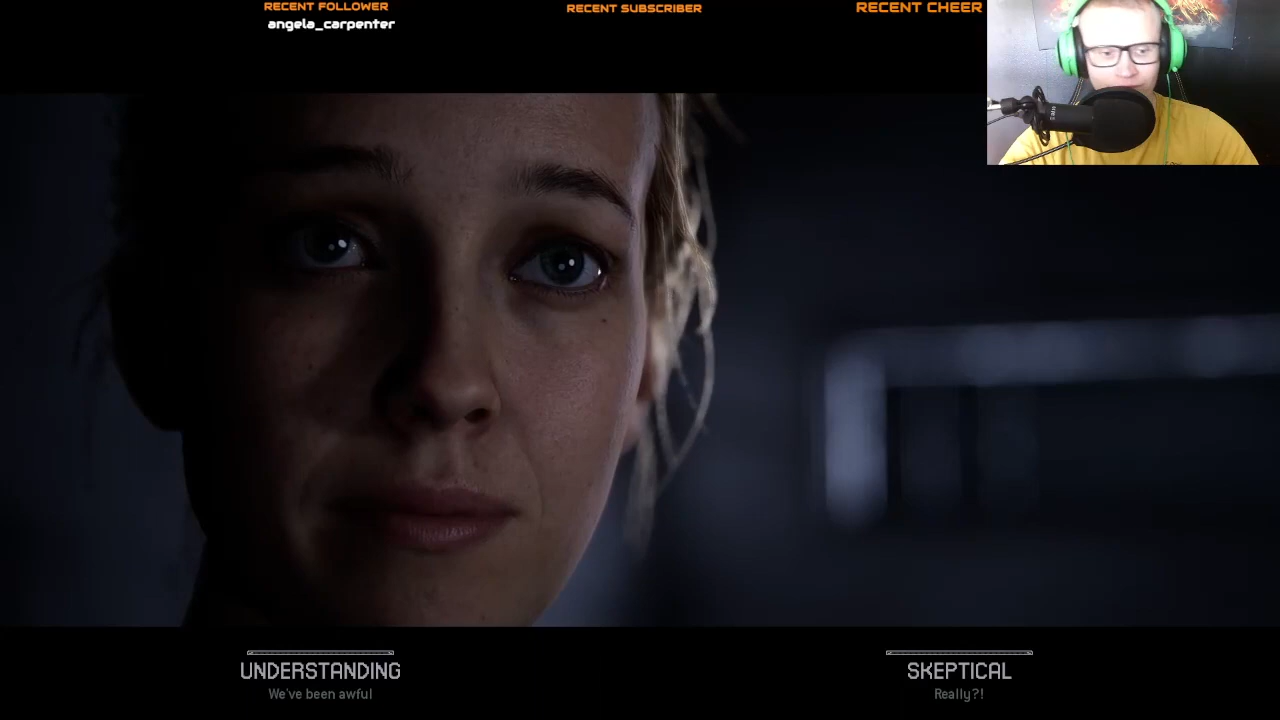 RECENT FOLLOWER
angela_carpenter
RECENT SUBSCRIBER
RECENT CHEER
UNDERSTANDING
We've been awful
SKEPTICAL
Really?!